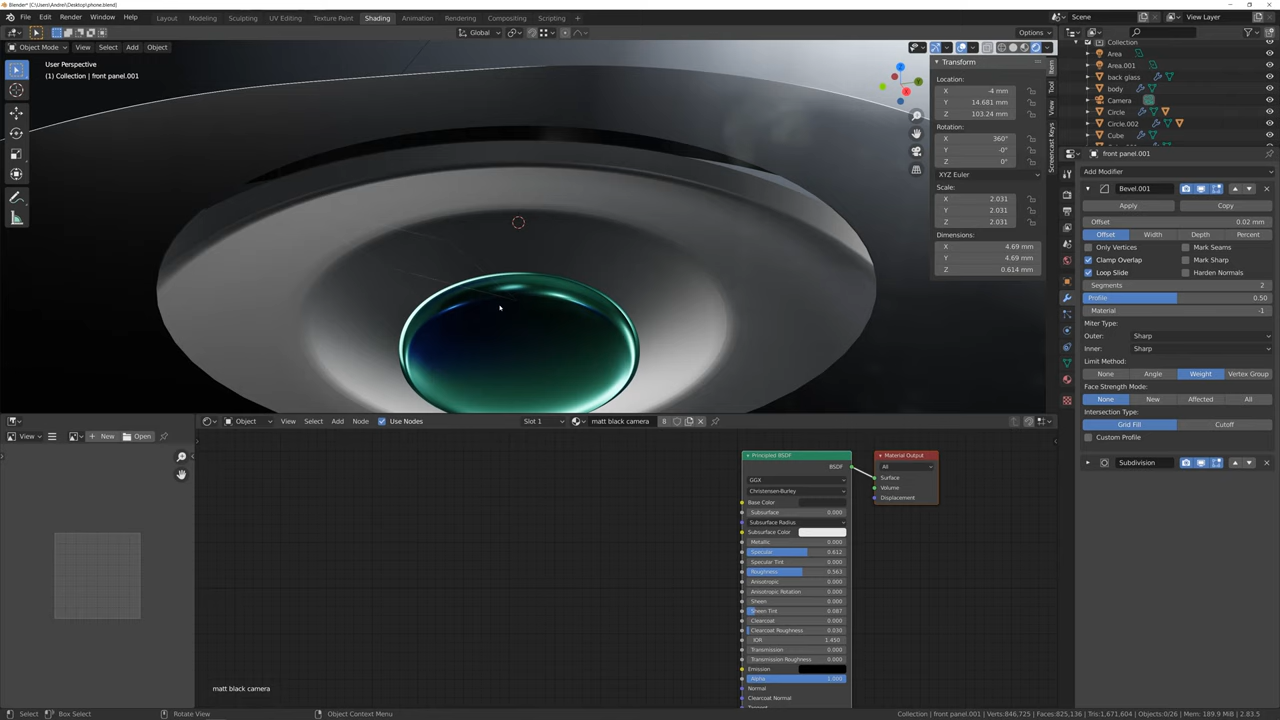 Blender* [C:\Users\Andrei\Desktop\phone.blend]
File Edit Render Window Help Layout Modeling Sculpting UV Editing Texture Paint Shading Animation Rendering Compositing Scripting + Scene View Layer
Global Options
Object Mode View Select Add Object
User Perspective
(1) Collection | front panel.001
Transform
Location:
X -4 mm
Y 14.681 mm
Z 103.24 mm
Rotation:
X 360°
Y -0°
Z 0°
XYZ Euler
Scale:
X 2.031
Y 2.031
Z 2.031
Dimensions:
X 4.69 mm
Y 4.69 mm
Z 0.614 mm
Item
Tool
View
Screencast Keys
Collection
Area
Area.001
back glass
body
Camera
Circle
Circle.002
Cube
front panel.001
Add Modifier
Bevel.001
Apply Copy
Offset 0.02 mm
Offset Width Depth Percent
Only Vertices Mark Seams
Clamp Overlap Mark Sharp
Loop Slide Harden Normals
Segments 2
Profile 0.50
Material -1
Miter Type:
Outer: Sharp
Inner: Sharp
Limit Method:
None Angle Weight Vertex Group
Face Strength Mode:
None New Affected All
Intersection Type:
Grid Fill Cutoff
Custom Profile
Subdivision
View New Open
Object View Select Add Node Use Nodes Slot 1 matt black camera 8
Principled BSDF
BSDF
GGX
Christensen-Burley
Base Color
Subsurface 0.000
Subsurface Radius
Subsurface Color
Metallic 0.000
Specular 0.612
Specular Tint 0.000
Roughness 0.563
Anisotropic 0.000
Anisotropic Rotation 0.000
Sheen 0.000
Sheen Tint 0.087
Clearcoat 0.000
Clearcoat Roughness 0.030
IOR 1.450
Transmission 0.000
Transmission Roughness 0.000
Emission
Alpha 1.000
Normal
Clearcoat Normal
Tangent
Material Output
All
Surface
Volume
Displacement
matt black camera
Select Box Select Rotate View Object Context Menu Collection | front panel.001 | Verts:846,725 | Faces:825,136 | Tris:1,671,604 | Objects:0/26 | Mem: 189.9 MiB | 2.83.5